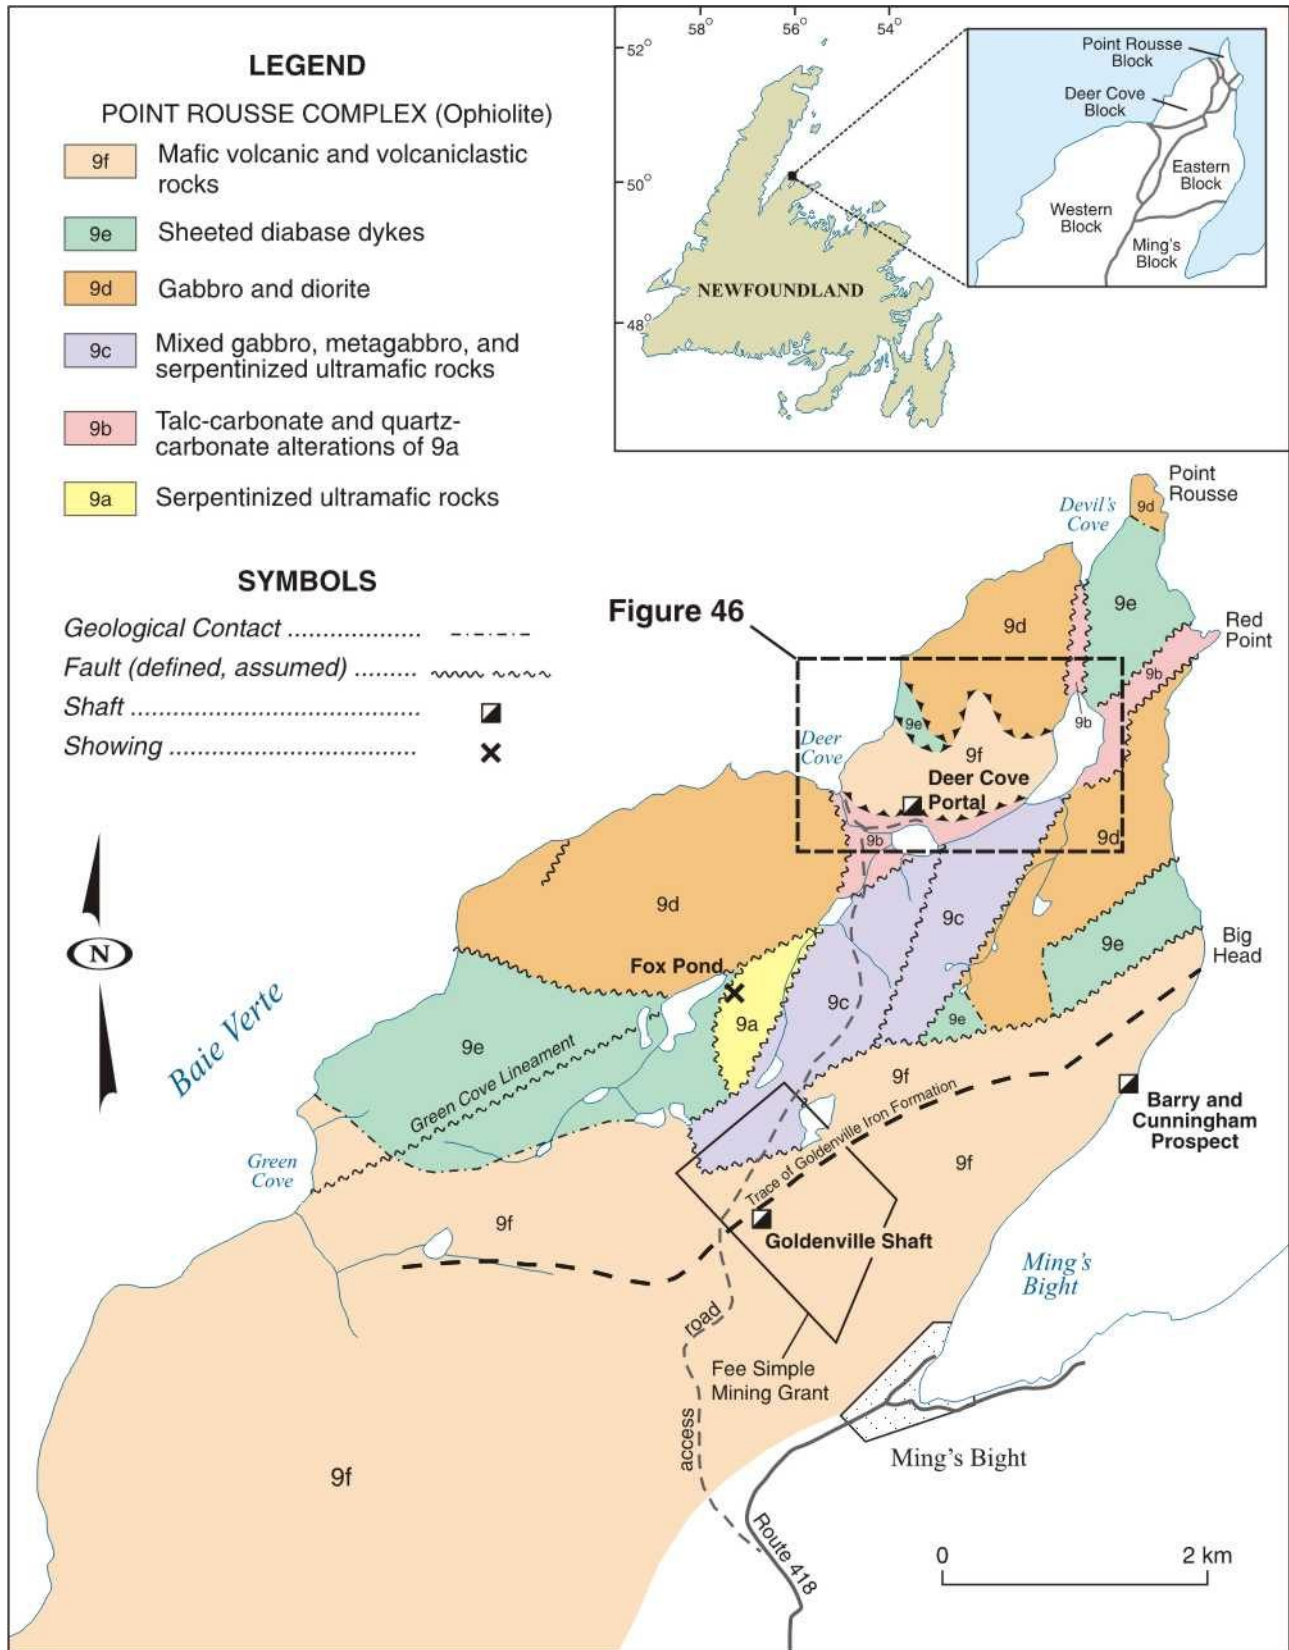 LEGEND
POINT ROUSSE COMPLEX (Ophiolite)
9f
Mafic volcanic and volcaniclastic
rocks
9e
Sheeted diabase dykes
9d
Gabbro and diorite
9c
Mixed gabbro, metagabbro, and
serpentinized ultramafic rocks
9b
Talc-carbonate and quartz-
carbonate alterations of 9a
9a
Serpentinized ultramafic rocks
SYMBOLS
Geological Contact ....................
Fault (defined, assumed) .........
Shaft ..........................................
Showing ...................................
58°
56°
54°
52°
50°
48°
NEWFOUNDLAND
Point Rousse
Block
Deer Cove
Block
Eastern
Block
Western
Block
Ming's
Block
Point
Rousse
Devil's
Cove
9d
9e
Red
Point
Figure 46
9d
9b
9b
9e
9f
Deer
Cove
Deer Cove
Portal
9b
9d
9d
9c
9e
Big
Head
Fox Pond
9a
9c
9e
Baie Verte
9e
Green Cove Lineament
9f
Trace of Goldenville Iron Formation
Barry and
Cunningham
Prospect
Green
Cove
9f
9f
Goldenville Shaft
Ming's
Bight
road
access
Fee Simple
Mining Grant
Ming's Bight
9f
Route 418
N
0
2 km